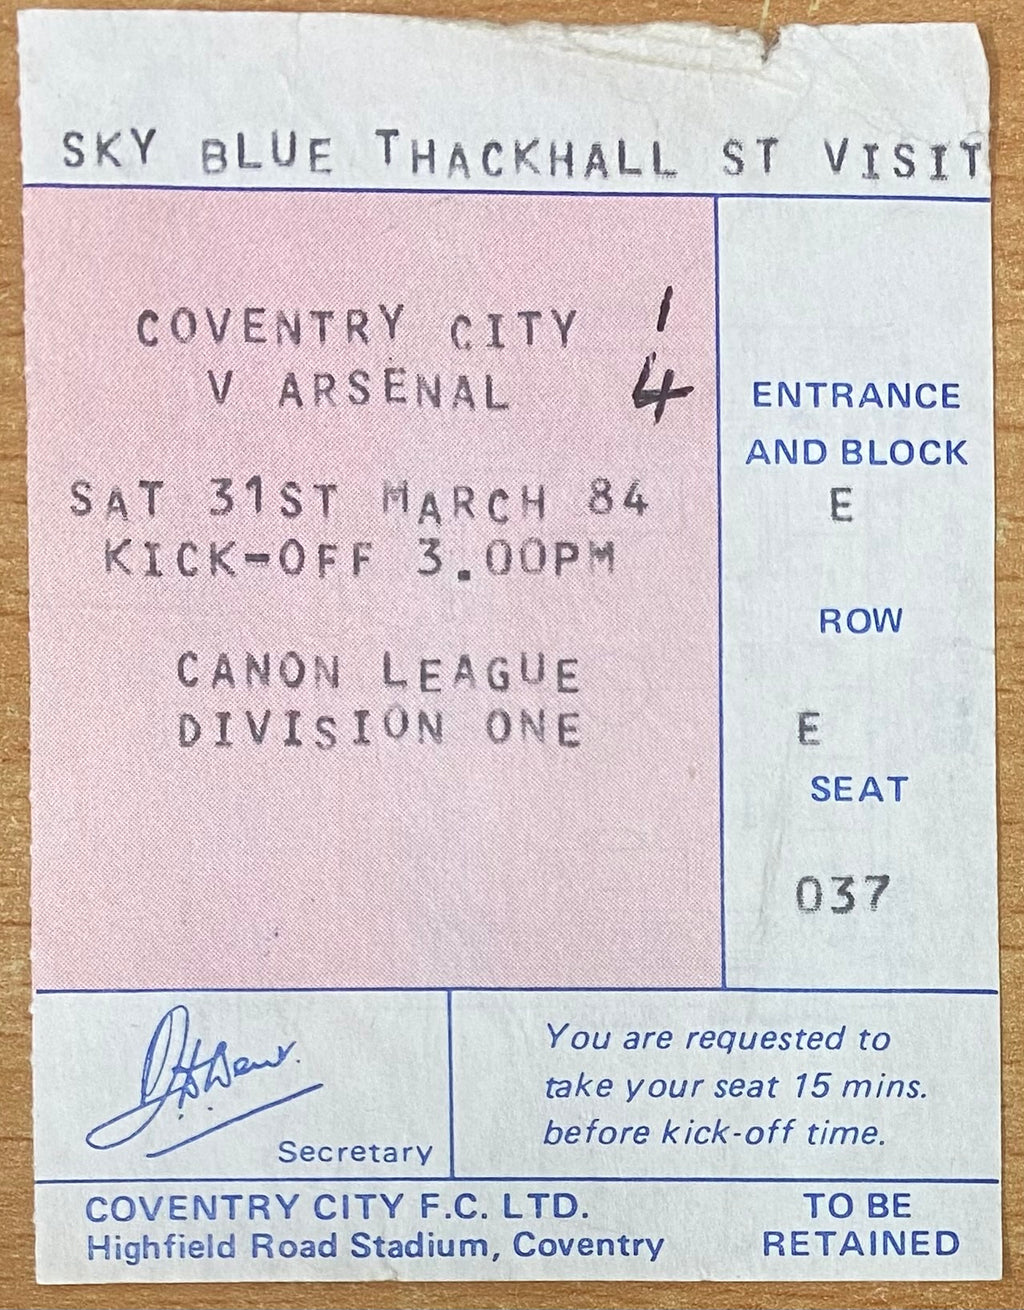 SKY BLUE THACKHALL ST VISIT
COVENTRY CITY 1
V ARSENAL 4
SAT 31ST MARCH 84
KICK-OFF 3.00PM
CANON LEAGUE
DIVISION ONE
ENTRANCE
AND BLOCK
E
ROW
E
SEAT
037
Secretary
You are requested to
take your seat 15 mins.
before kick-off time.
COVENTRY CITY F.C. LTD.
Highfield Road Stadium, Coventry
TO BE
RETAINED